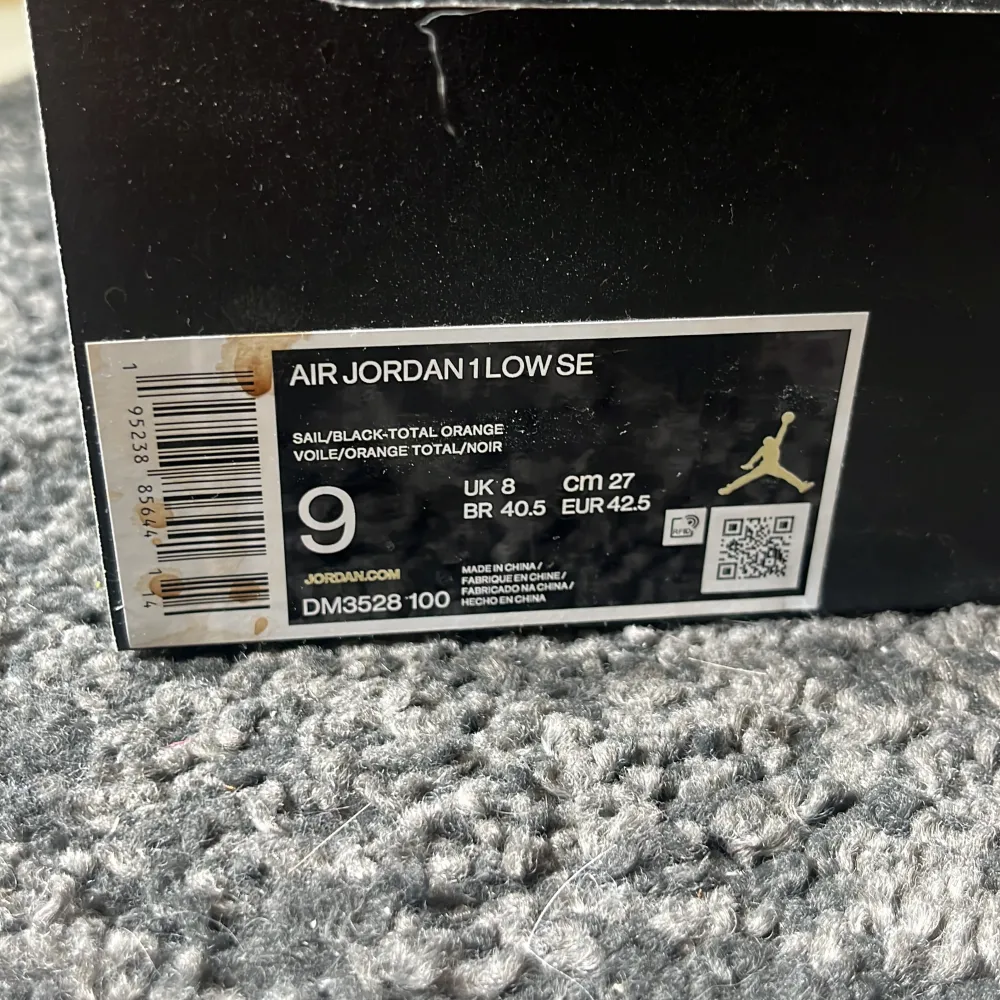 AIR JORDAN 1 LOW SE
SAIL/BLACK-TOTAL ORANGE
VOILE/ORANGE TOTAL/NOIR
9
UK 8 cm 27
BR 40.5 EUR 42.5
JORDAN.COM
DM3528 100
MADE IN CHINA /
FABRIQUE EN CHINE /
FABRICADO NA CHINA /
HECHO EN CHINA
RFID
1 95238 85644 4